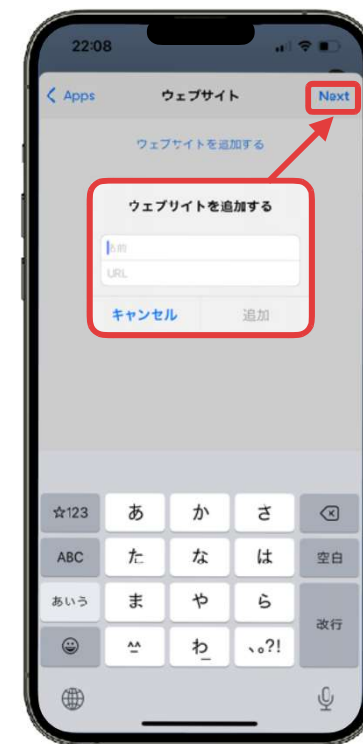 22:08
Apps
ウェブサイト
Next
ウェブサイトを追加する
ウェブサイトを追加する
名前
URL
キャンセル
追加
☆123
あ
か
さ
ABC
た
な
は
空白
あいう
ま
や
ら
改行
^^
わ_
、。?!